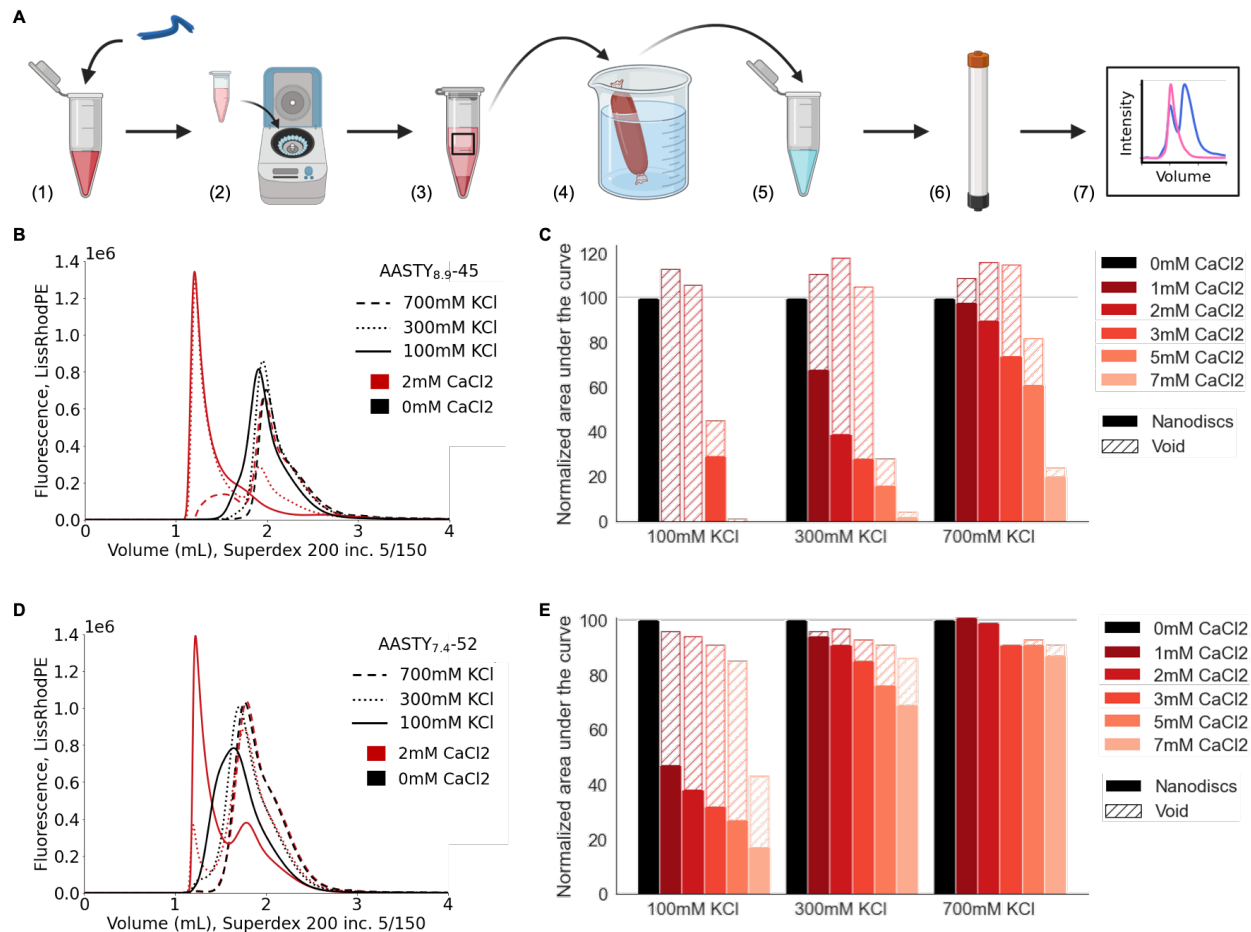 A
(1)
(2)
(3)
(4)
(5)
(6)
(7)
Intensity
Volume
B
1e6
Fluorescence, LissRhodPE
1.4
1.2
1.0
0.8
0.6
0.4
0.2
0.0
0
1
2
3
4
Volume (mL), Superdex 200 inc. 5/150
AASTY8.9-45
700mM KCl
300mM KCl
100mM KCl
2mM CaCl2
0mM CaCl2
C
Normalized area under the curve
120
100
80
60
40
20
0
100mM KCl
300mM KCl
700mM KCl
0mM CaCl2
1mM CaCl2
2mM CaCl2
3mM CaCl2
5mM CaCl2
7mM CaCl2
Nanodiscs
Void
D
1e6
Fluorescence, LissRhodPE
1.4
1.2
1.0
0.8
0.6
0.4
0.2
0.0
0
1
2
3
4
Volume (mL), Superdex 200 inc. 5/150
AASTY7.4-52
700mM KCl
300mM KCl
100mM KCl
2mM CaCl2
0mM CaCl2
E
Normalized area under the curve
100
80
60
40
20
0
100mM KCl
300mM KCl
700mM KCl
0mM CaCl2
1mM CaCl2
2mM CaCl2
3mM CaCl2
5mM CaCl2
7mM CaCl2
Nanodiscs
Void